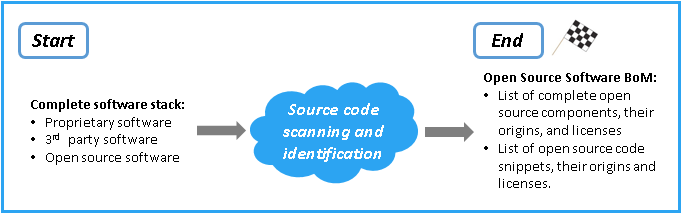 Start
End
Complete software stack:
• Proprietary software
• 3rd party software
• Open source software
Source code
scanning and
identification
Open Source Software BoM:
• List of complete open
source components, their
origins, and licenses
• List of open source code
snippets, their origins and
licenses.